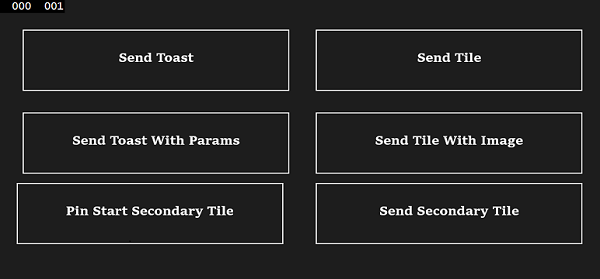 000 001
Send Toast
Send Tile
Send Toast With Params
Send Tile With Image
Pin Start Secondary Tile
Send Secondary Tile